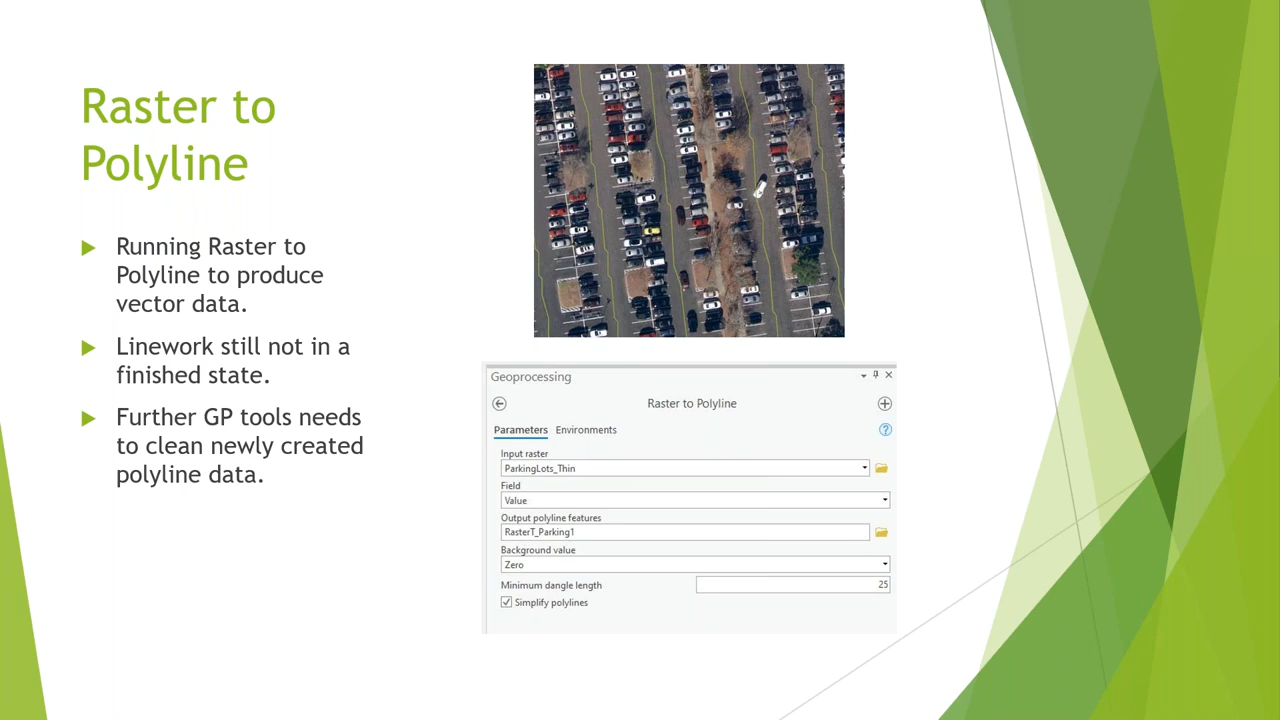 Raster to
Polyline
Running Raster to
Polyline to produce
vector data.
Linework still not in a
finished state.
Further GP tools needs
to clean newly created
polyline data.
Geoprocessing
Raster to Polyline
Parameters Environments
Input raster
ParkingLots_Thin
Field
Value
Output polyline features
RasterT_Parking1
Background value
Zero
Minimum dangle length 25
Simplify polylines